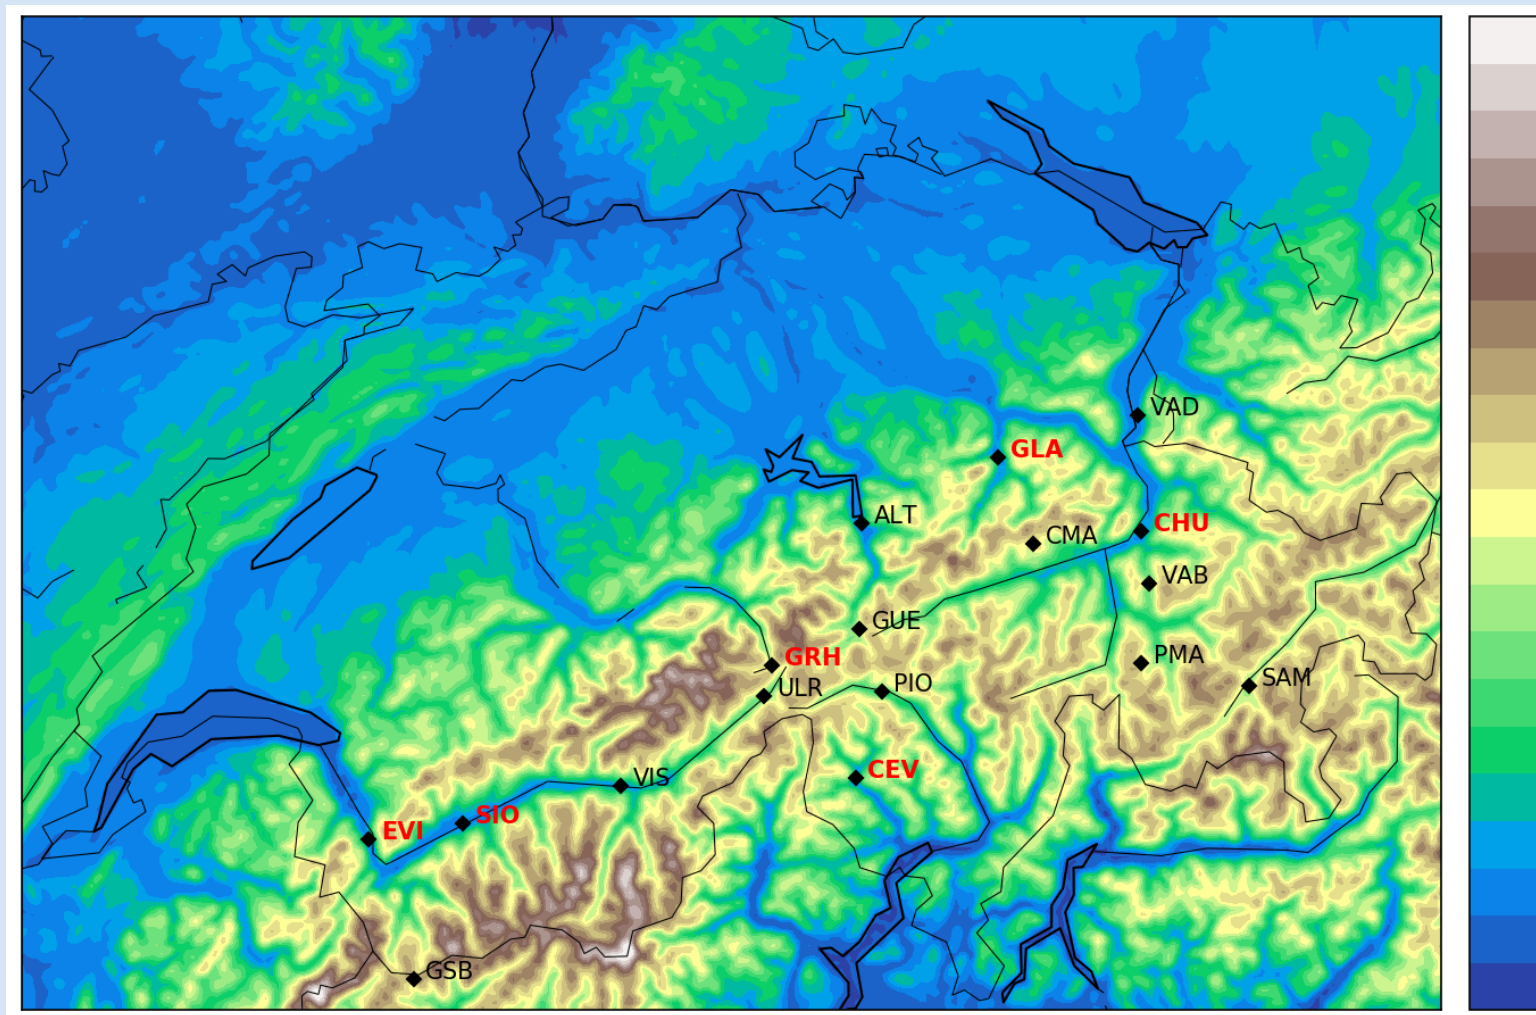 VAD
GLA
ALT
CHU
CMA
VAB
GUE
GRH
PMA
ULR
PIO
SAM
VIS
CEV
SIO
EVI
GSB